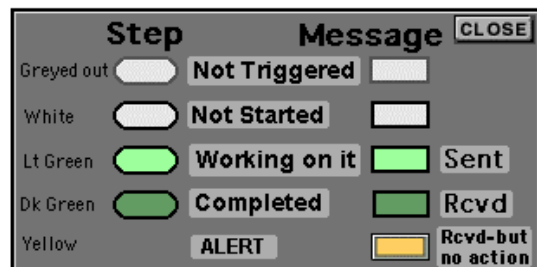 Step Message CLOSE
Greyed out Not Triggered
White Not Started
Lt Green Working on it Sent
Dk Green Completed Rcvd
Yellow ALERT Rcvd-but
no action